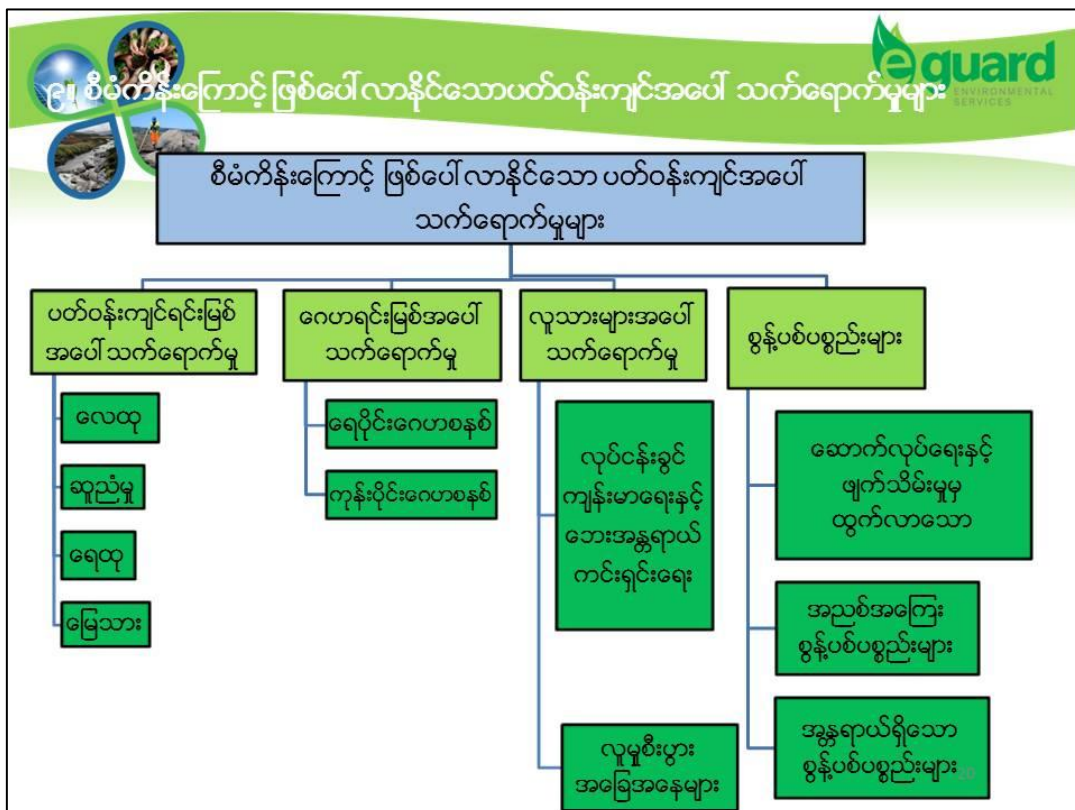 eguard
ENVIRONMENTAL
SERVICES
၉။ စီမံကိန်းကြောင့် ဖြစ်ပေါ်လာနိုင်သောပတ်ဝန်းကျင်အပေါ် သက်ရောက်မှုများ
စီမံကိန်းကြောင့် ဖြစ်ပေါ်လာနိုင်သော ပတ်ဝန်းကျင်အပေါ်
သက်ရောက်မှုများ
ပတ်ဝန်းကျင်ရင်းမြစ်
အပေါ်သက်ရောက်မှု
လေထု
ဆူညံမှု
ရေထု
မြေသား
ဂေဟရင်းမြစ်အပေါ်
သက်ရောက်မှု
ရေပိုင်းဂေဟစနစ်
ကုန်းပိုင်းဂေဟစနစ်
လူသားများအပေါ်
သက်ရောက်မှု
လုပ်ငန်းခွင်
ကျန်းမာရေးနှင့်
ဘေးအန္တရာယ်
ကင်းရှင်းရေး
လူမှုစီးပွား
အခြေအနေများ
စွန့်ပစ်ပစ္စည်းများ
ဆောက်လုပ်ရေးနှင့်
ဖျက်သိမ်းမှုမှ
ထွက်လာသော
အညစ်အကြေး
စွန့်ပစ်ပစ္စည်းများ
အန္တရာယ်ရှိသော
စွန့်ပစ်ပစ္စည်းများ
20